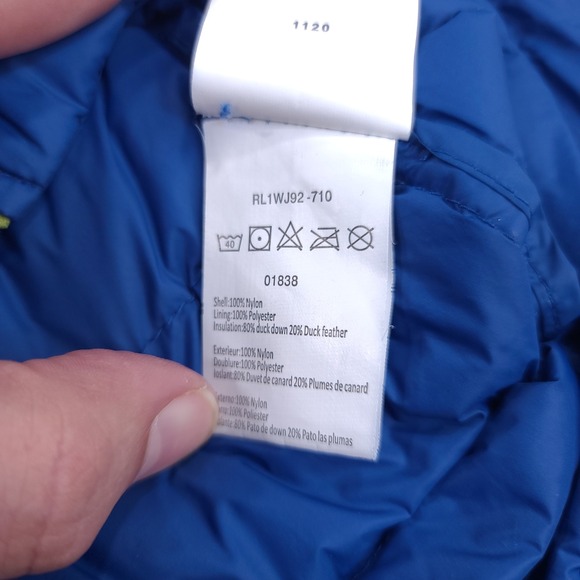 1120
RL1WJ92-710
40
01838
Shell:100% Nylon
Lining:100% Polyester
Insulation:80% duck down 20% Duck feather
Exterieur:100% Nylon
Doublure:100% Polyester
80% Duvet de canard 20% Plumes de canard
100% Nylon
100% Polyester
80% Pato de down 20% Pato las plumas